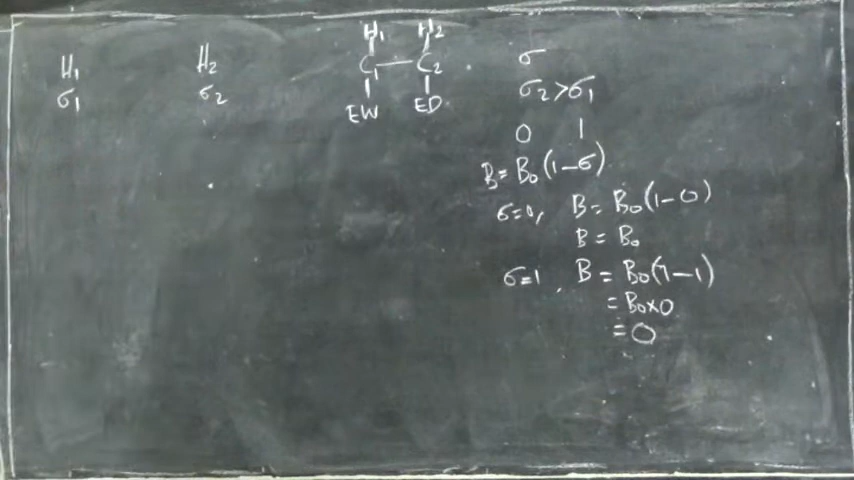 H₁ H₂
σ₁ σ₂
H₁ H₂
C₁—C₂
EW ED
σ
σ₂>σ₁
0 1
B=B₀(1-σ)
σ=0, B=B₀(1-0)
B=B₀
σ=1, B=B₀(1-1)
=B₀×0
=0